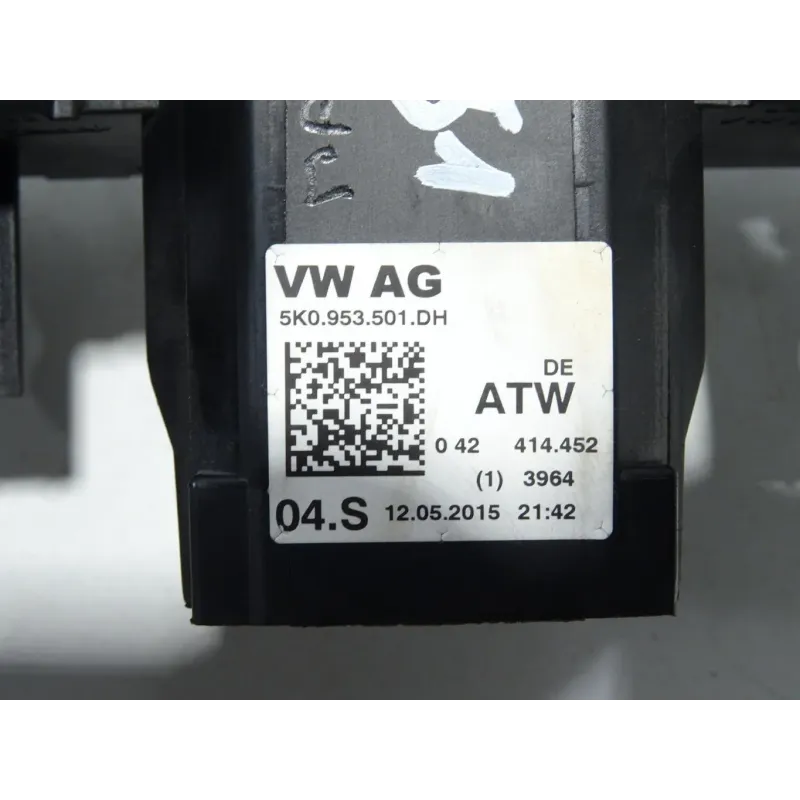 51
VW AG
5K0.953.501.DH
DE
ATW
0 42 414.452
(1) 3964
04.S 12.05.2015 21:42